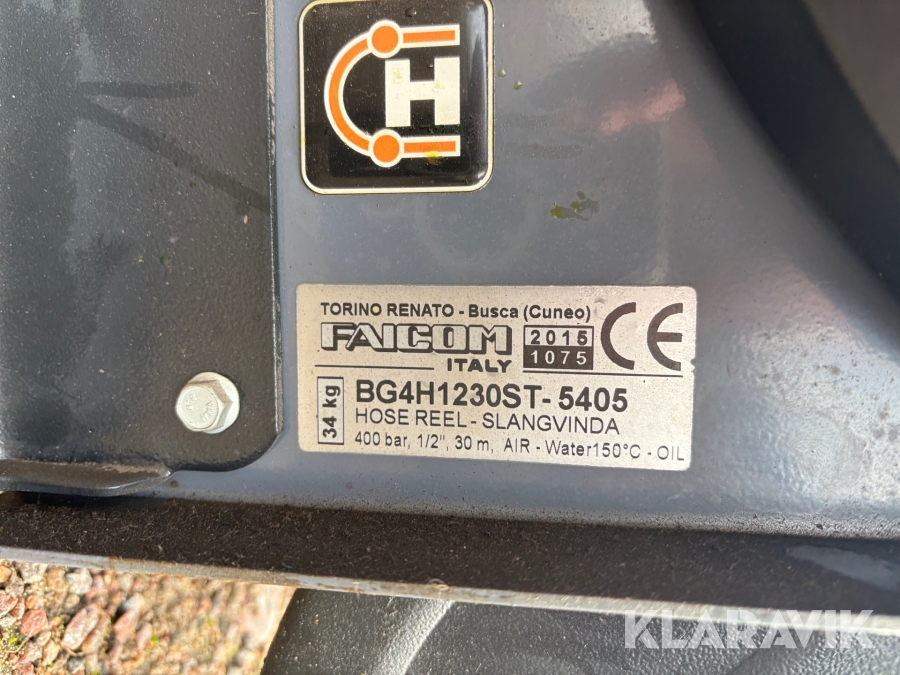 H
TORINO RENATO - Busca (Cuneo)
FAICOM
ITALY
2015
1075
CE
34 kg
BG4H1230ST- 5405
HOSE REEL - SLANGVINDA
400 bar, 1/2", 30 m, AIR - Water150°C - OIL
KLARAVIK